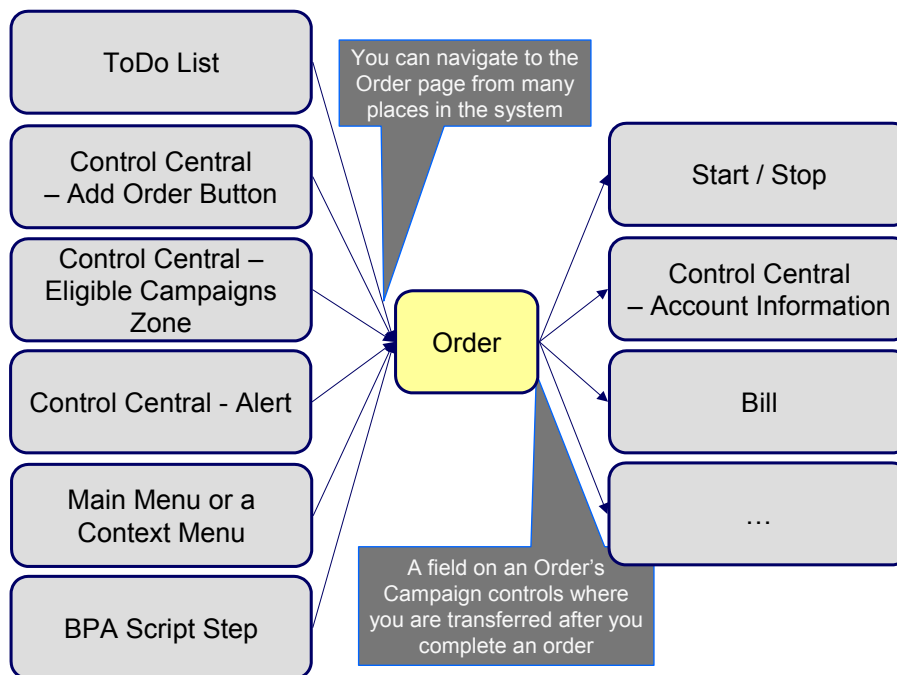 ToDo List
Control Central
– Add Order Button
Control Central –
Eligible Campaigns
Zone
Control Central - Alert
Main Menu or a
Context Menu
BPA Script Step
You can navigate to the
Order page from many
places in the system
Order
A field on an Order’s
Campaign controls where
you are transferred after you
complete an order
Start / Stop
Control Central
– Account Information
Bill
…